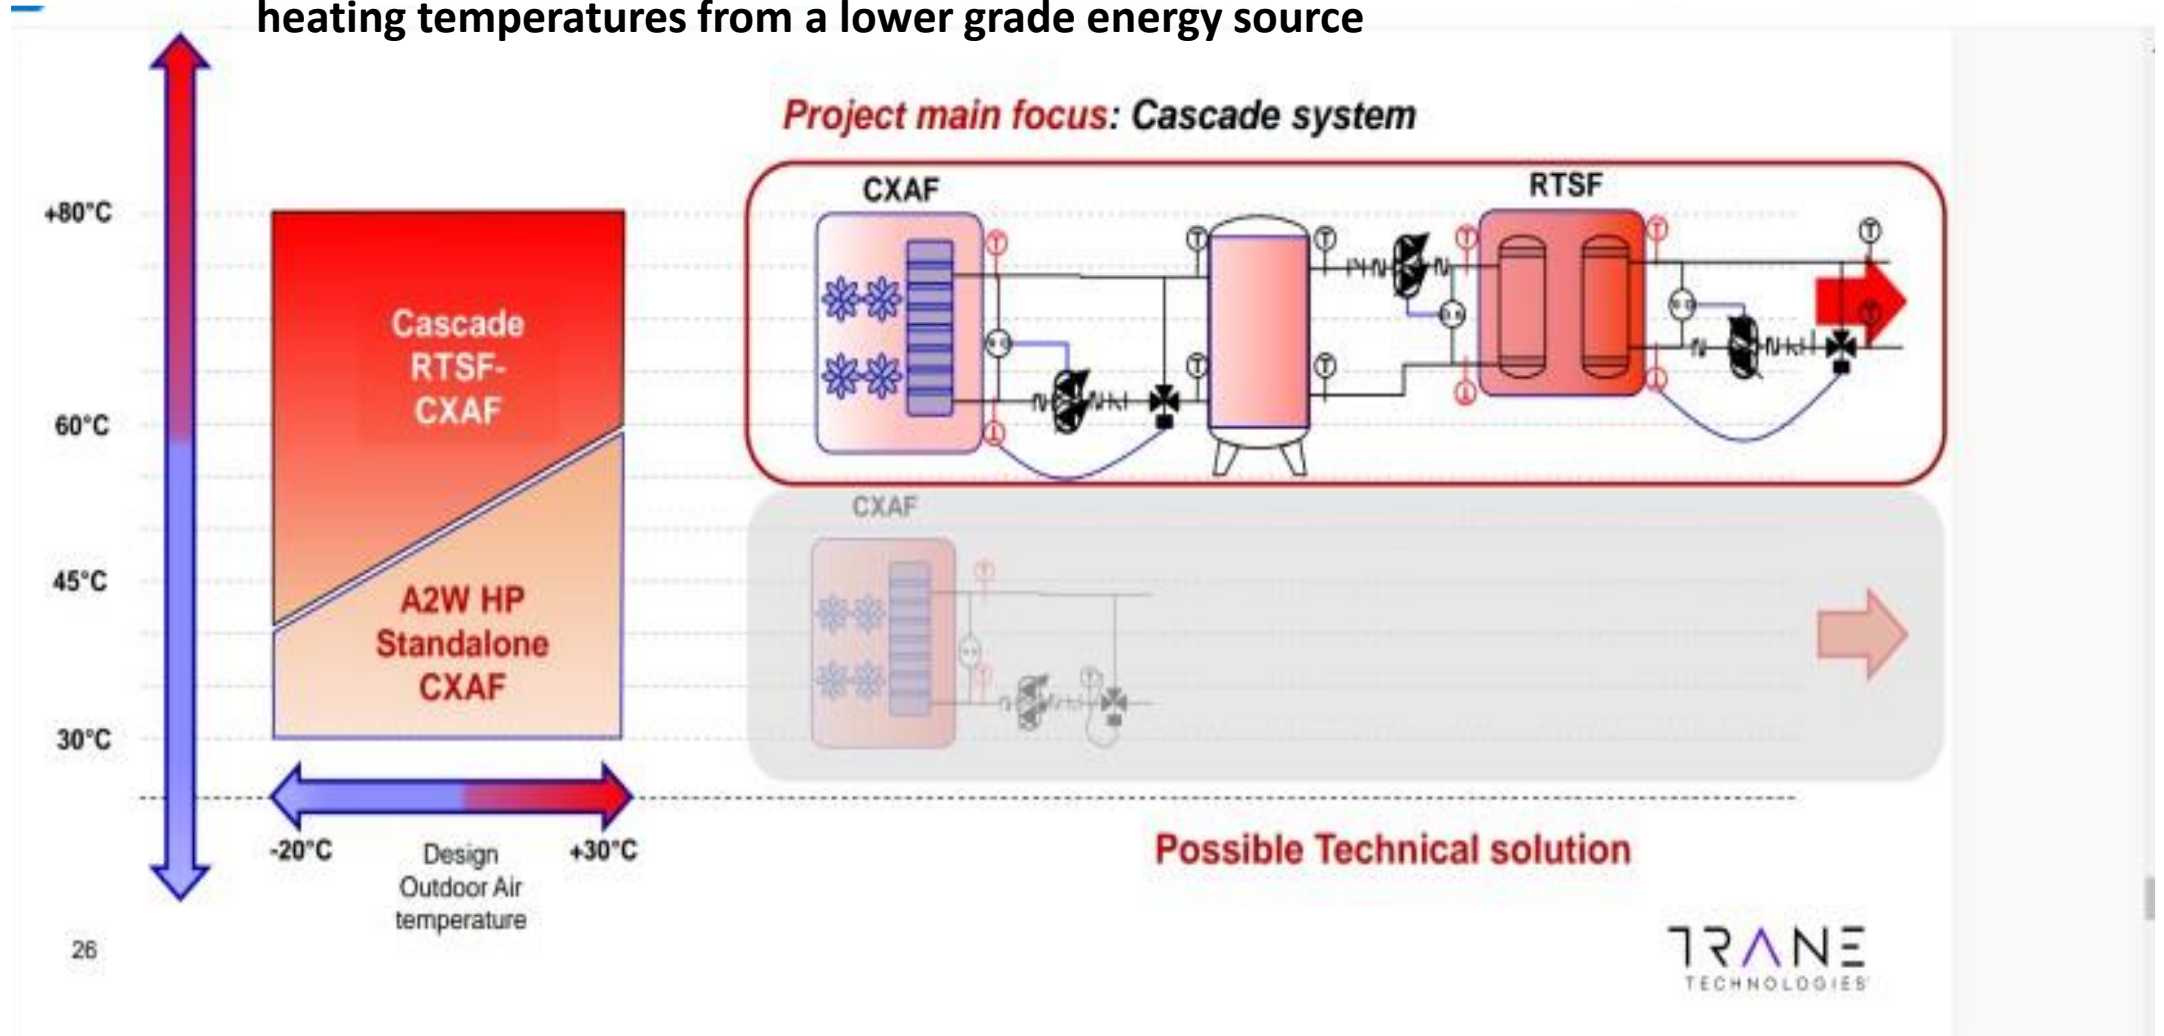 heating temperatures from a lower grade energy source
Project main focus: Cascade system
CXAF
RTSF
+80°C
60°C
45°C
30°C
Cascade
RTSF-
CXAF
A2W HP
Standalone
CXAF
CXAF
-20°C
+30°C
Design
Outdoor Air
temperature
Possible Technical solution
26
TRANE
TECHNOLOGIES
T
T
T
T
T
T
T
T
T
T
T